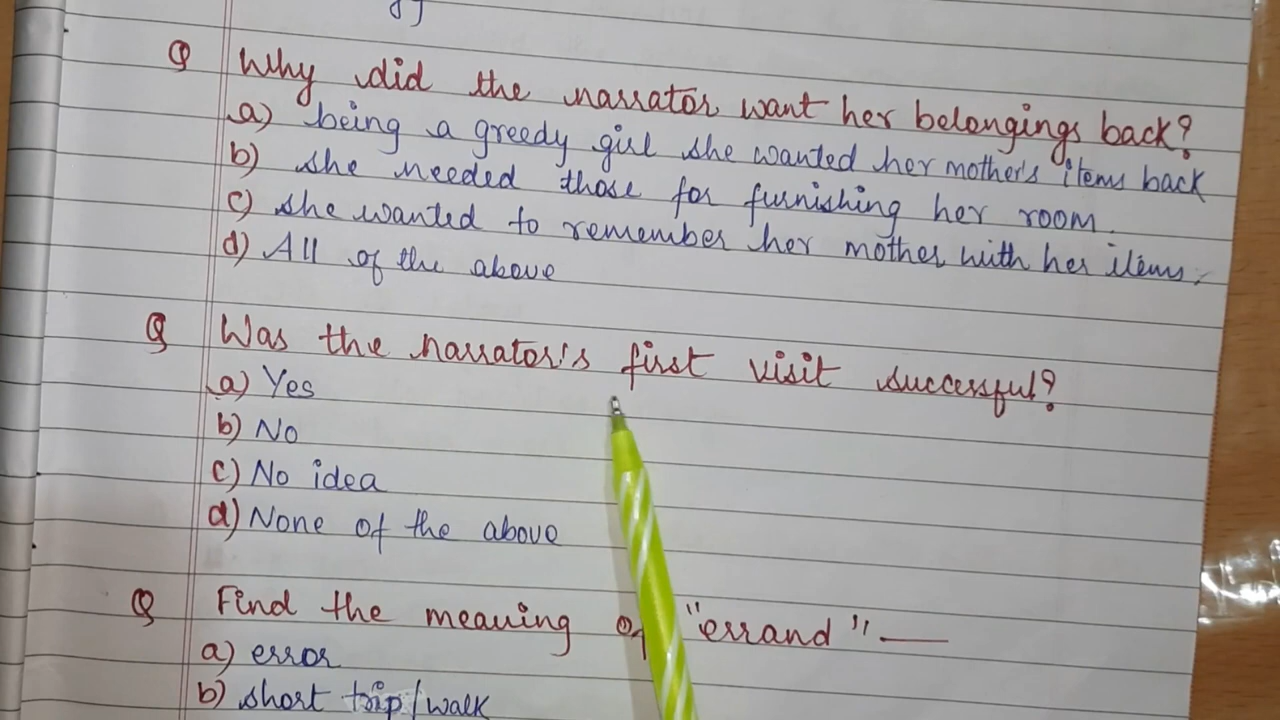 Q Why did the narrator want her belongings back?
a) being a greedy girl she wanted her mother's items back
b) she needed those for furnishing her room.
c) she wanted to remember her mother with her items.
d) All of the above
Q Was the narrator's first visit successful?
a) Yes
b) No
c) No idea
d) None of the above
Q Find the meaning of "errand" —
a) error
b) short trip/walk